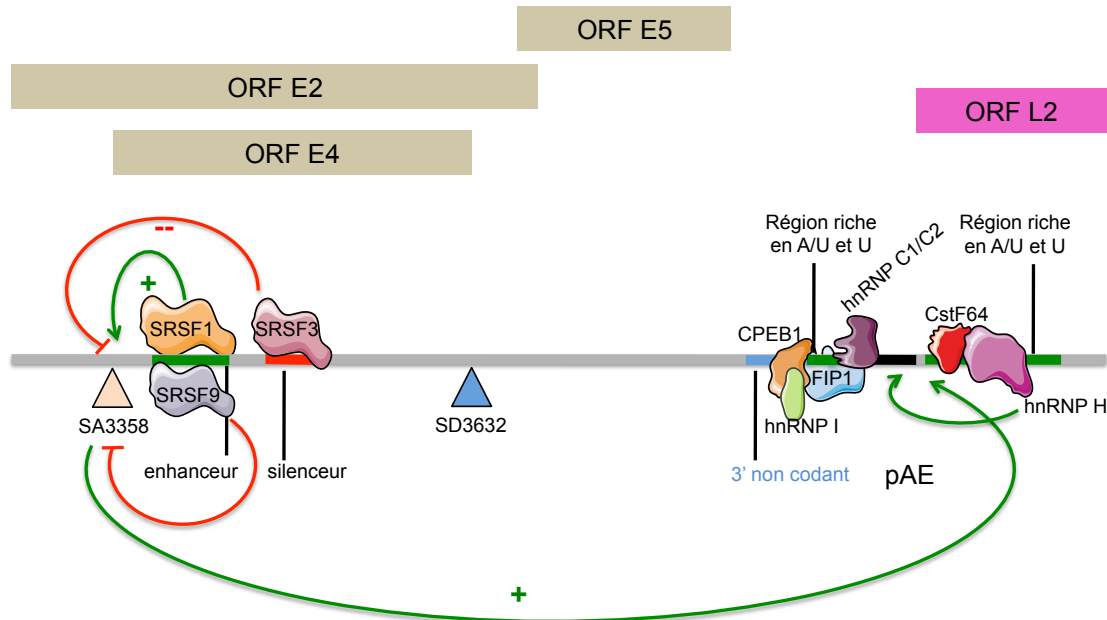 ORF E5
ORF E2
ORF L2
ORF E4
Région riche
en A/U et U
hnRNP C1/C2
Région riche
en A/U et U
--
+
SRSF1
SRSF3
CPEB1
CstF64
SRSF9
FIP1
SA3358
SD3632
hnRNP I
hnRNP H
enhanceur
silenceur
3’ non codant
pAE
+